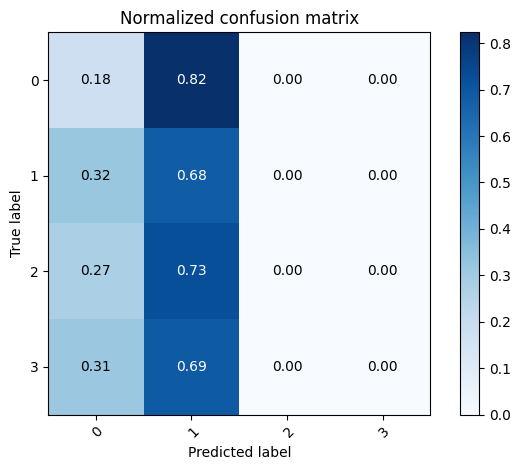 Normalized confusion matrix
0 0.18 0.82 0.00 0.00
1 0.32 0.68 0.00 0.00
2 0.27 0.73 0.00 0.00
3 0.31 0.69 0.00 0.00
0 1 2 3
True label
Predicted label
0.8
0.7
0.6
0.5
0.4
0.3
0.2
0.1
0.0